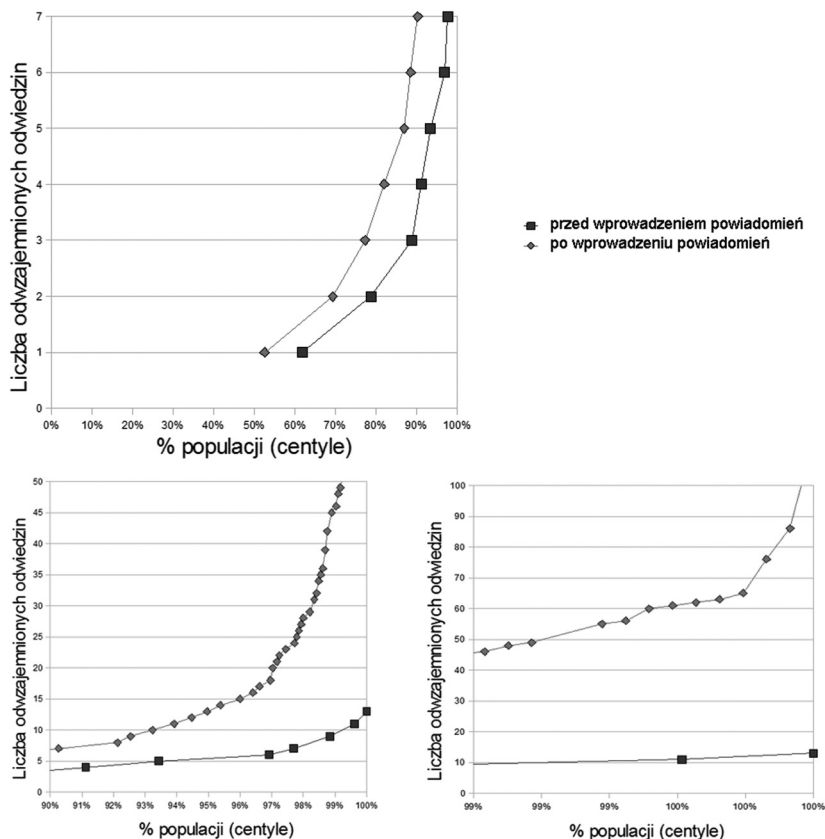 Liczba odwzajemnionych odwiedzin
7
6
5
4
3
2
1
0
0% 10% 20% 30% 40% 50% 60% 70% 80% 90% 100%
% populacji (centyle)
przed wprowadzeniem powiadomień
po wprowadzeniu powiadomień
Liczba odwzajemnionych odwiedzin
50
45
40
35
30
25
20
15
10
5
0
90% 91% 92% 93% 94% 95% 96% 97% 98% 99% 100%
% populacji (centyle)
Liczba odwzajemnionych odwiedzin
100
90
80
70
60
50
40
30
20
10
0
99% 99% 99% 100% 100% 100%
% populacji (centyle)